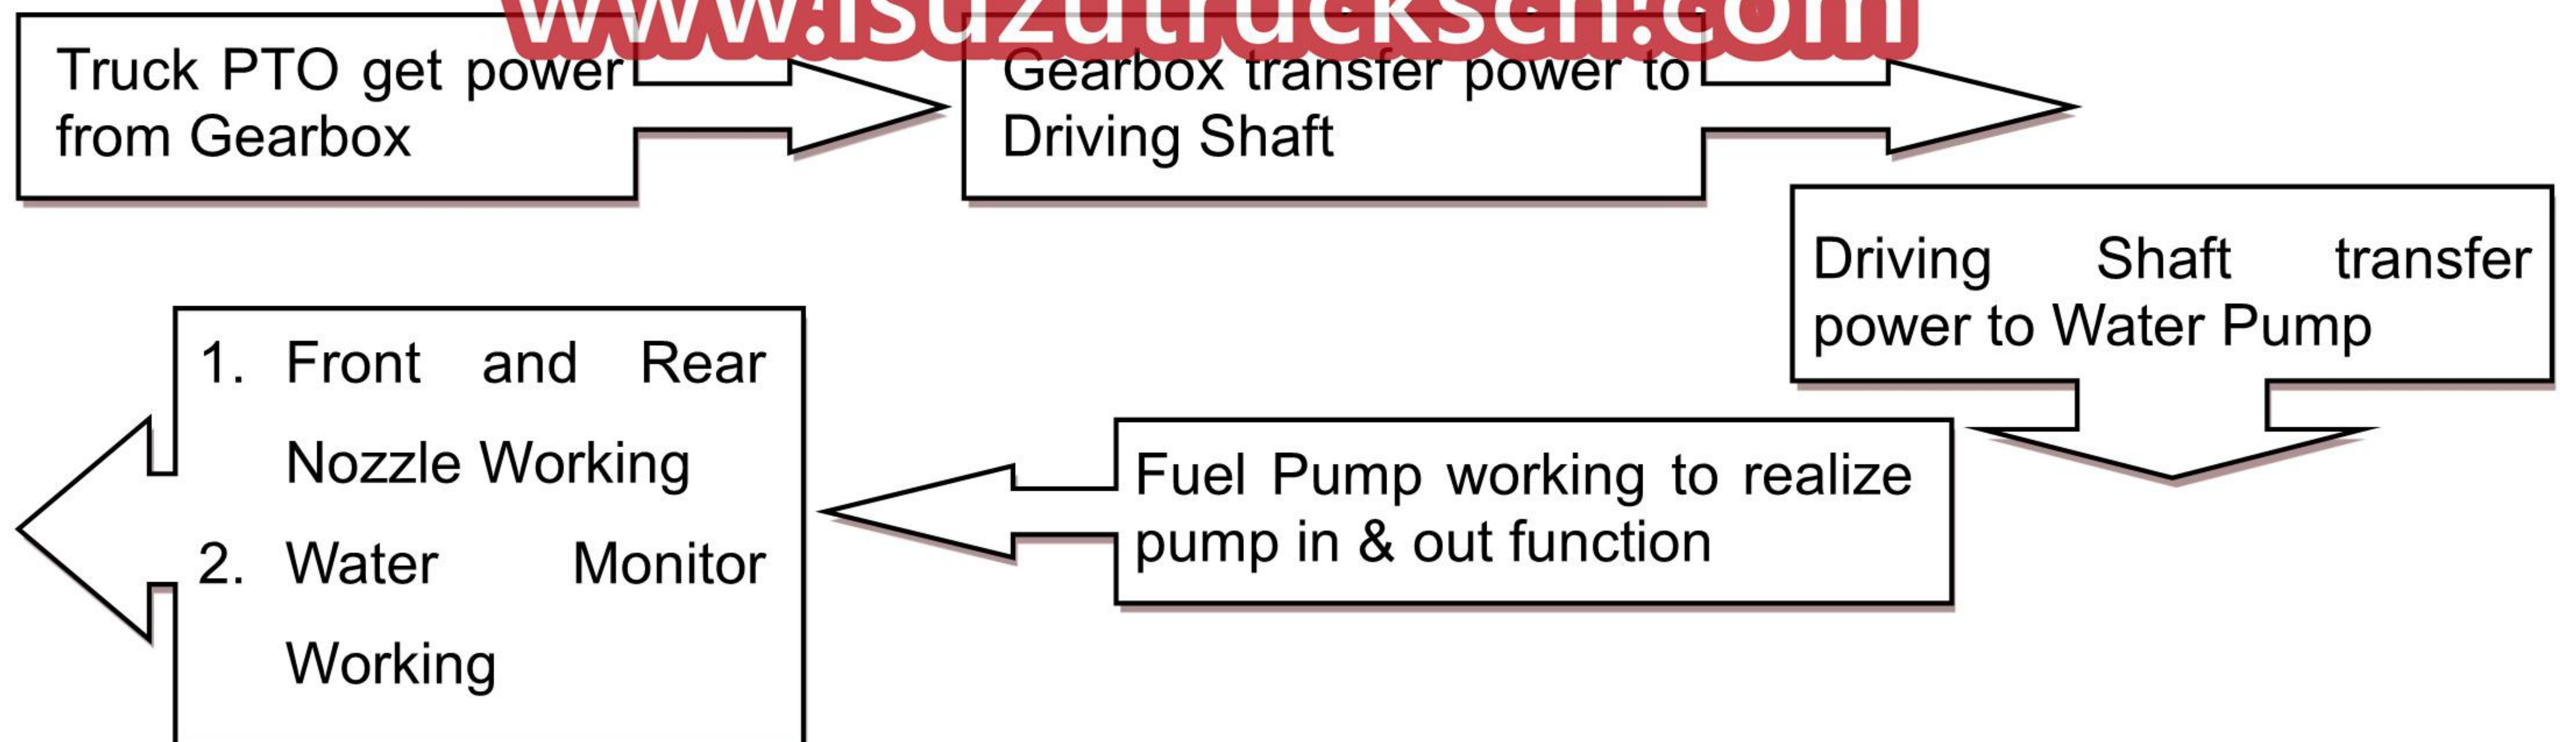 www.isuzutrucksch.com
Truck PTO get power
from Gearbox
Gearbox transfer power to
Driving Shaft
Driving Shaft transfer
power to Water Pump
Fuel Pump working to realize
pump in & out function
1. Front and Rear
Nozzle Working
2. Water Monitor
Working